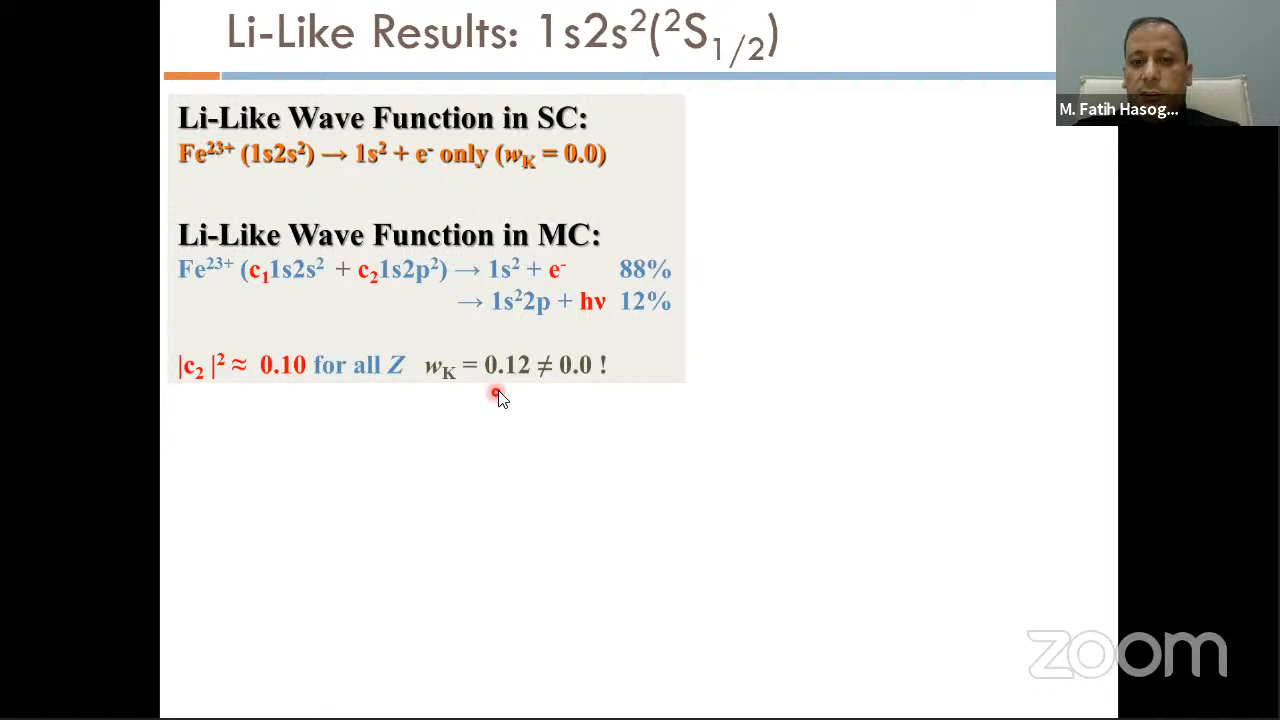 Li-Like Results: 1s2s²(²S₁/₂)
M. Fatih Hasog...
Li-Like Wave Function in SC:
Fe²³⁺ (1s2s²) → 1s² + e⁻ only (wK = 0.0)
Li-Like Wave Function in MC:
Fe²³⁺ (c₁1s2s² + c₂1s2p²) → 1s² + e⁻ 88%
→ 1s²2p + hν 12%
|c₂ |² ≈ 0.10 for all Z wK = 0.12 ≠ 0.0 !
zoom